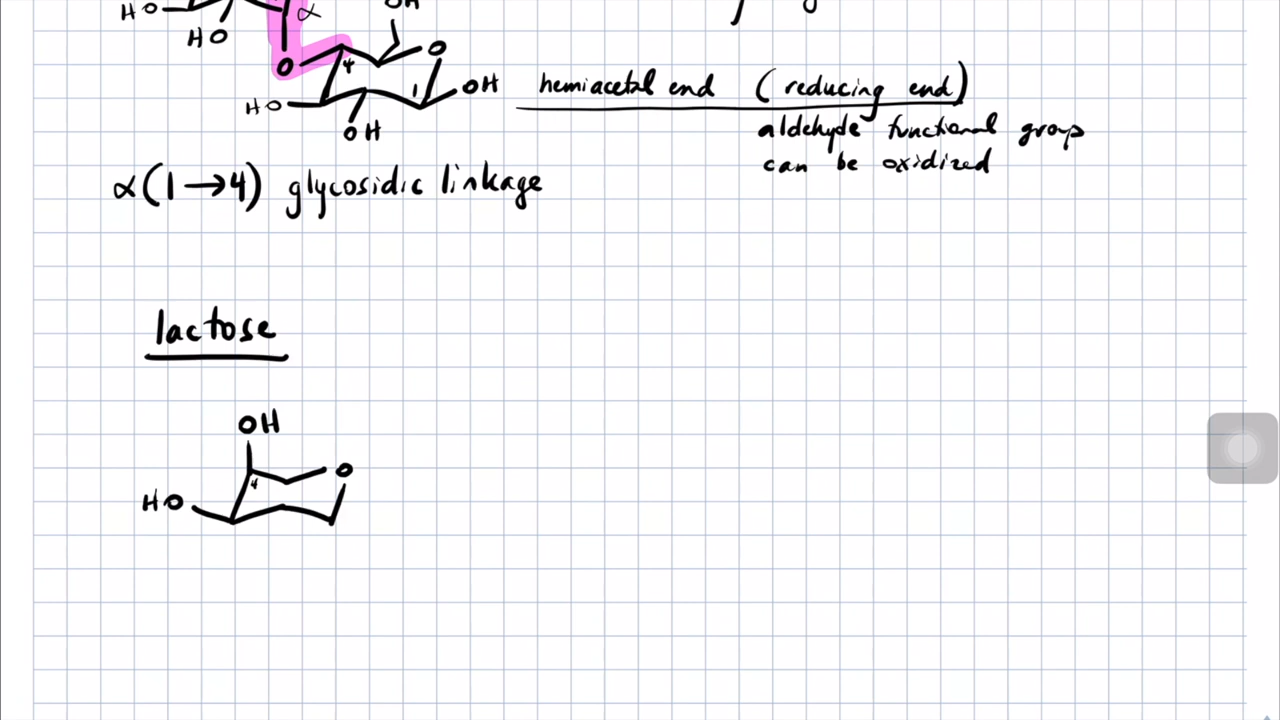 HO
α
OH
HO
O
4
O
HO
1
OH
OH
hemiacetal end (reducing end)
aldehyde functional group
can be oxidized
α(1→4) glycosidic linkage
lactose
OH
O
4
HO